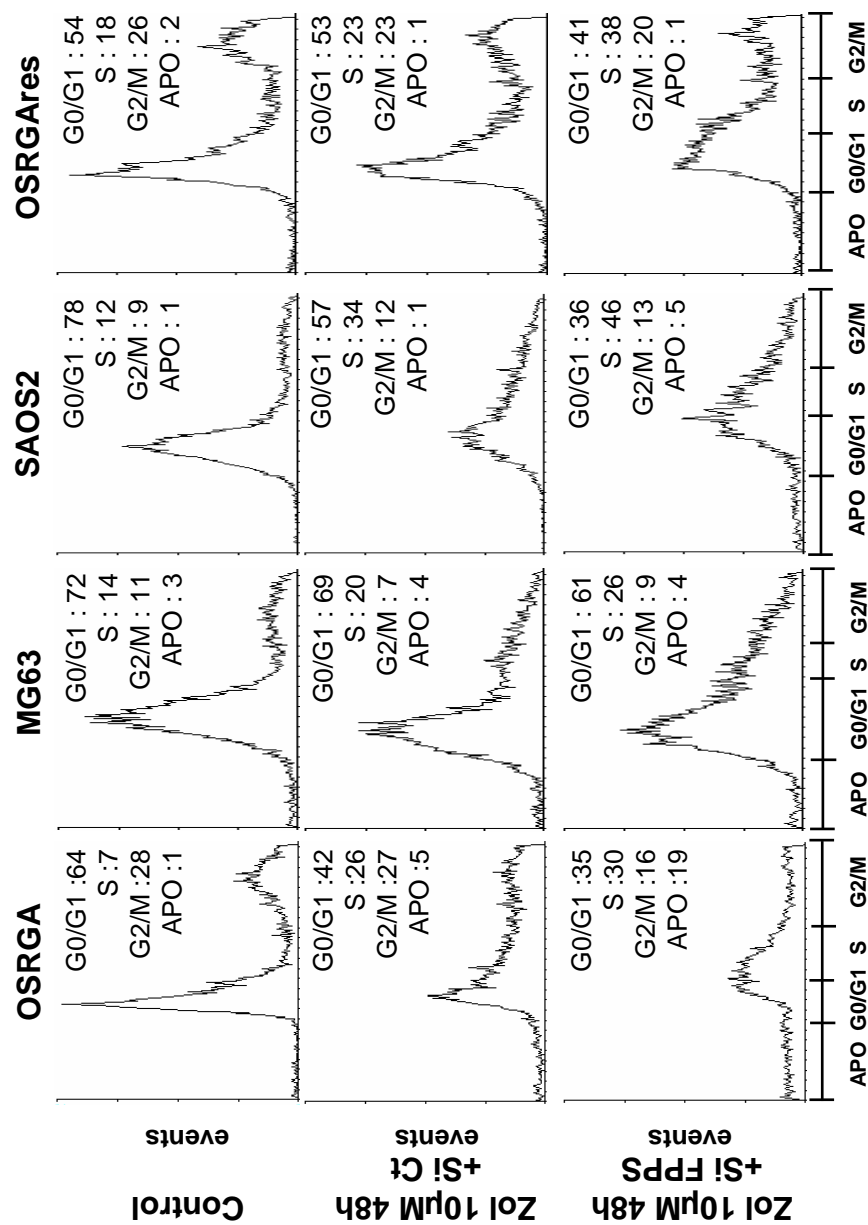 OSRGA MG63 SAOS2 OSRGAres
Control
events
G0/G1 :64
S :7
G2/M :28
APO :1
G0/G1 : 72
S : 14
G2/M : 11
APO : 3
G0/G1 : 78
S : 12
G2/M : 9
APO : 1
G0/G1 : 54
S : 18
G2/M : 26
APO : 2
Zol 10µM 48h
+Si Ct
events
G0/G1 :42
S :26
G2/M :27
APO :5
G0/G1 : 69
S : 20
G2/M : 7
APO : 4
G0/G1 : 57
S : 34
G2/M : 12
APO : 1
G0/G1 : 53
S : 23
G2/M : 23
APO : 1
Zol 10µM 48h
+Si FPPS
events
G0/G1 :35
S :30
G2/M :16
APO :19
G0/G1 : 61
S : 26
G2/M : 9
APO : 4
G0/G1 : 36
S : 46
G2/M : 13
APO : 5
G0/G1 : 41
S : 38
G2/M : 20
APO : 1
APO G0/G1 S G2/M
APO G0/G1 S G2/M
APO G0/G1 S G2/M
APO G0/G1 S G2/M